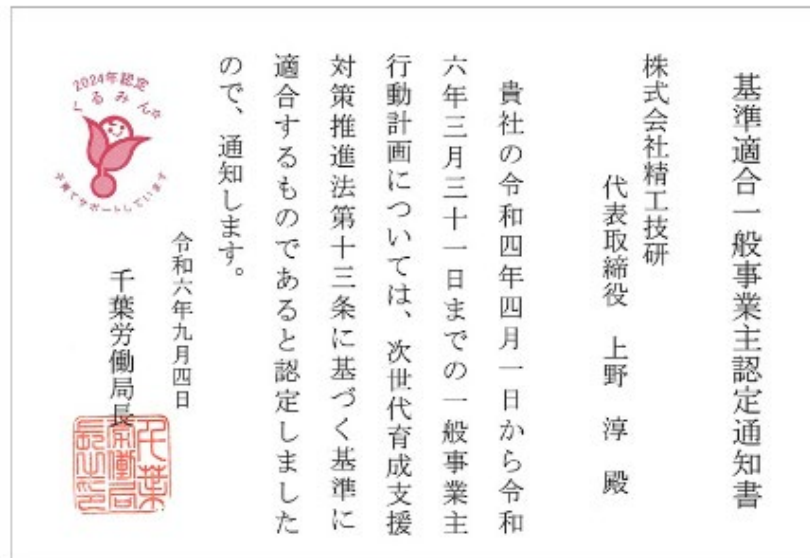 基準適合一般事業主認定通知書
株式会社精工技研
代表取締役 上野 淳 殿
貴社の令和四年四月一日から令和
六年三月三十一日までの一般事業主
行動計画については、次世代育成支援
対策推進法第十三条に基づく基準に
適合するものであると認定しました
ので、通知します。
令和六年九月四日
千葉労働局長
千葉
労働局
長之印
2024年認定
くるみん
子育てサポートしています